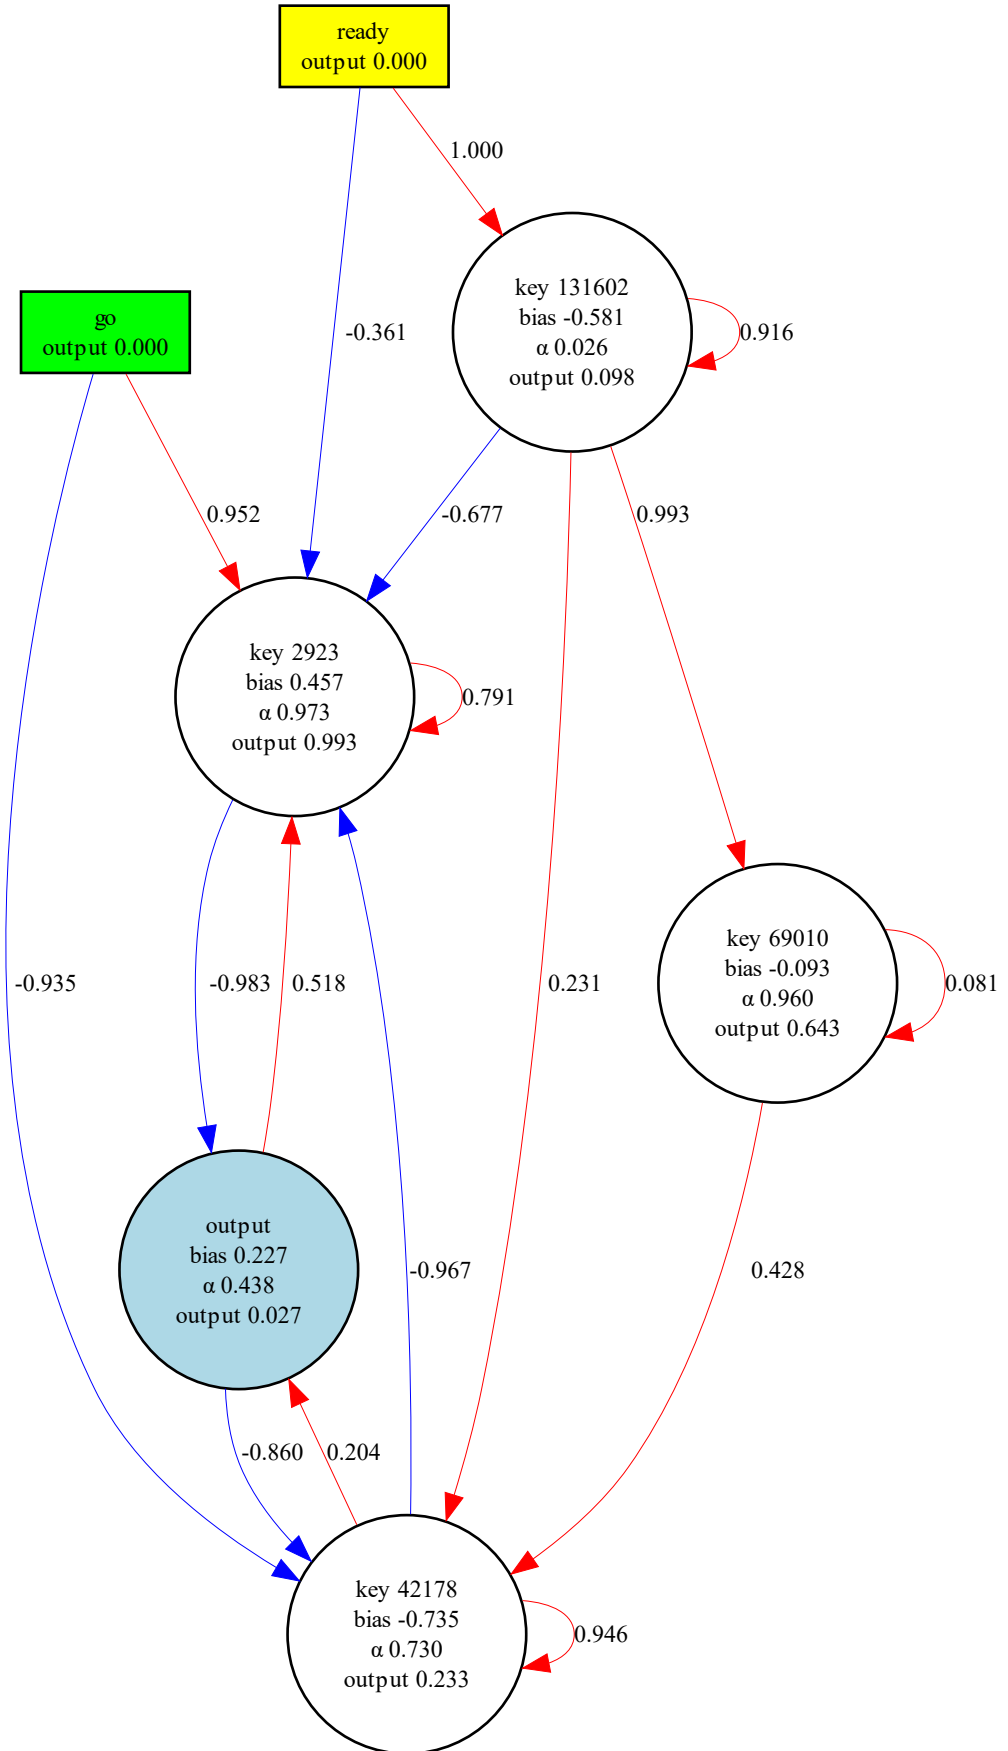 ready
output 0.000
1.000
key 131602
bias -0.581
α 0.026
output 0.098
0.916
-0.361
go
output 0.000
0.952
-0.677
0.993
key 2923
bias 0.457
α 0.973
output 0.993
0.791
key 69010
bias -0.093
α 0.960
output 0.643
0.081
-0.935
-0.983
0.518
0.231
output
bias 0.227
α 0.438
output 0.027
-0.967
0.428
-0.860
0.204
key 42178
bias -0.735
α 0.730
output 0.233
0.946